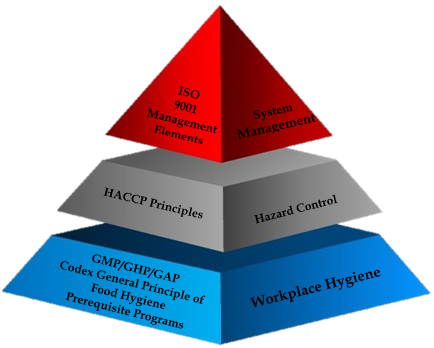 ISO
9001
Management
Elements
System
Management
HACCP Principles
Hazard Control
GMP/GHP/GAP
Codex General Principle of
Food Hygiene
Prerequisite Programs
Workplace Hygiene